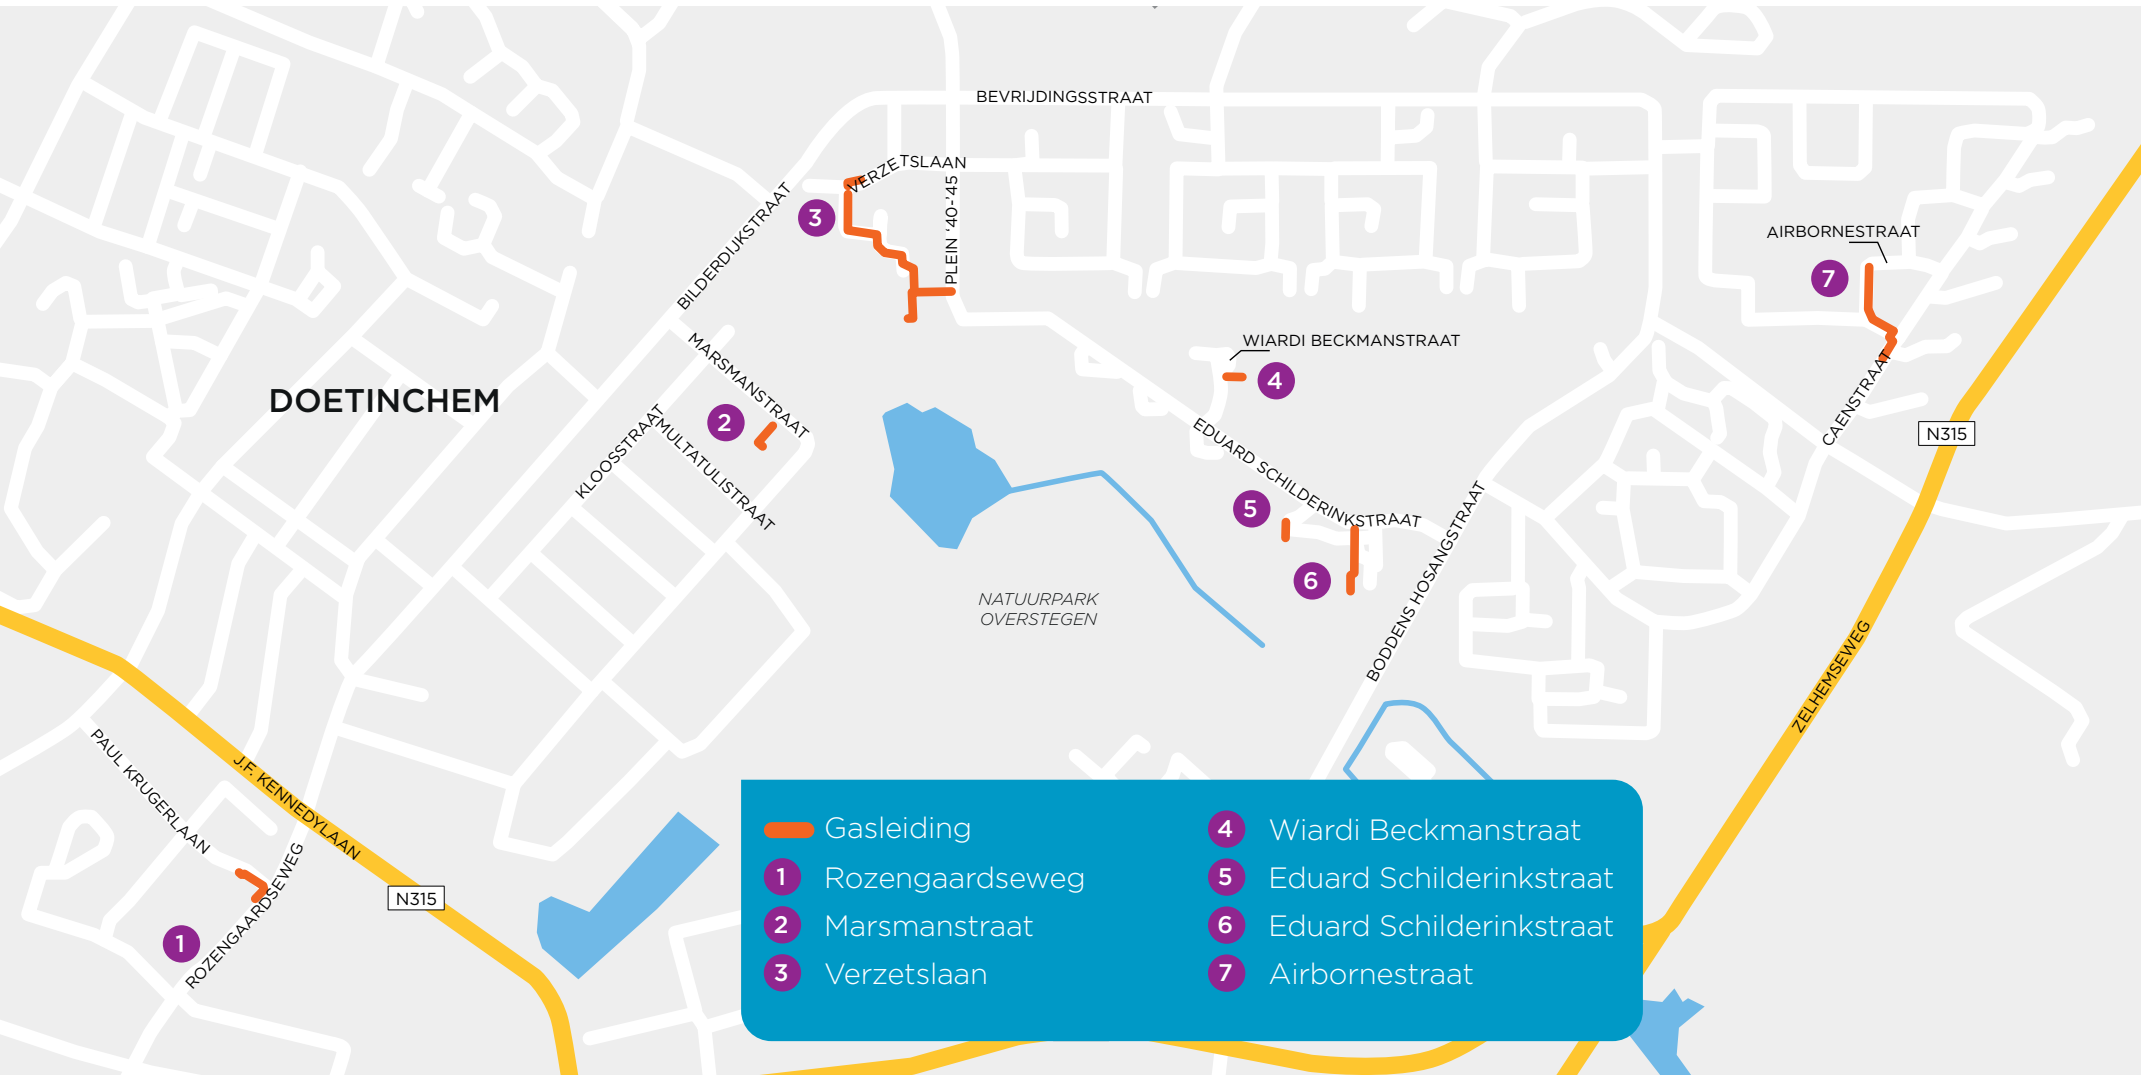 BEVRIJDINGSSTRAAT
VERZETSLAAN
PLEIN '40-'45
BILDERDIJKSTRAAT
3
AIRBORNESTRAAT
7
MARSMANSTRAAT
WIARDI BECKMANSTRAAT
4
DOETINCHEM
2
KLOOSSTRAAT
MULTATULISTRAAT
CAENSTRAAT
N315
EDUARD SCHILDERINKSTRAAT
5
6
BODDENS HOSANGSTRAAT
NATUURPARK
OVERSTEGEN
ZELHEMSEWEG
PAUL KRUGERLAAN
J.F. KENNEDYLAAN
N315
ROZENGAARDSEWEG
1
Gasleiding
1 Rozengaardseweg
2 Marsmanstraat
3 Verzetslaan
4 Wiardi Beckmanstraat
5 Eduard Schilderinkstraat
6 Eduard Schilderinkstraat
7 Airbornestraat